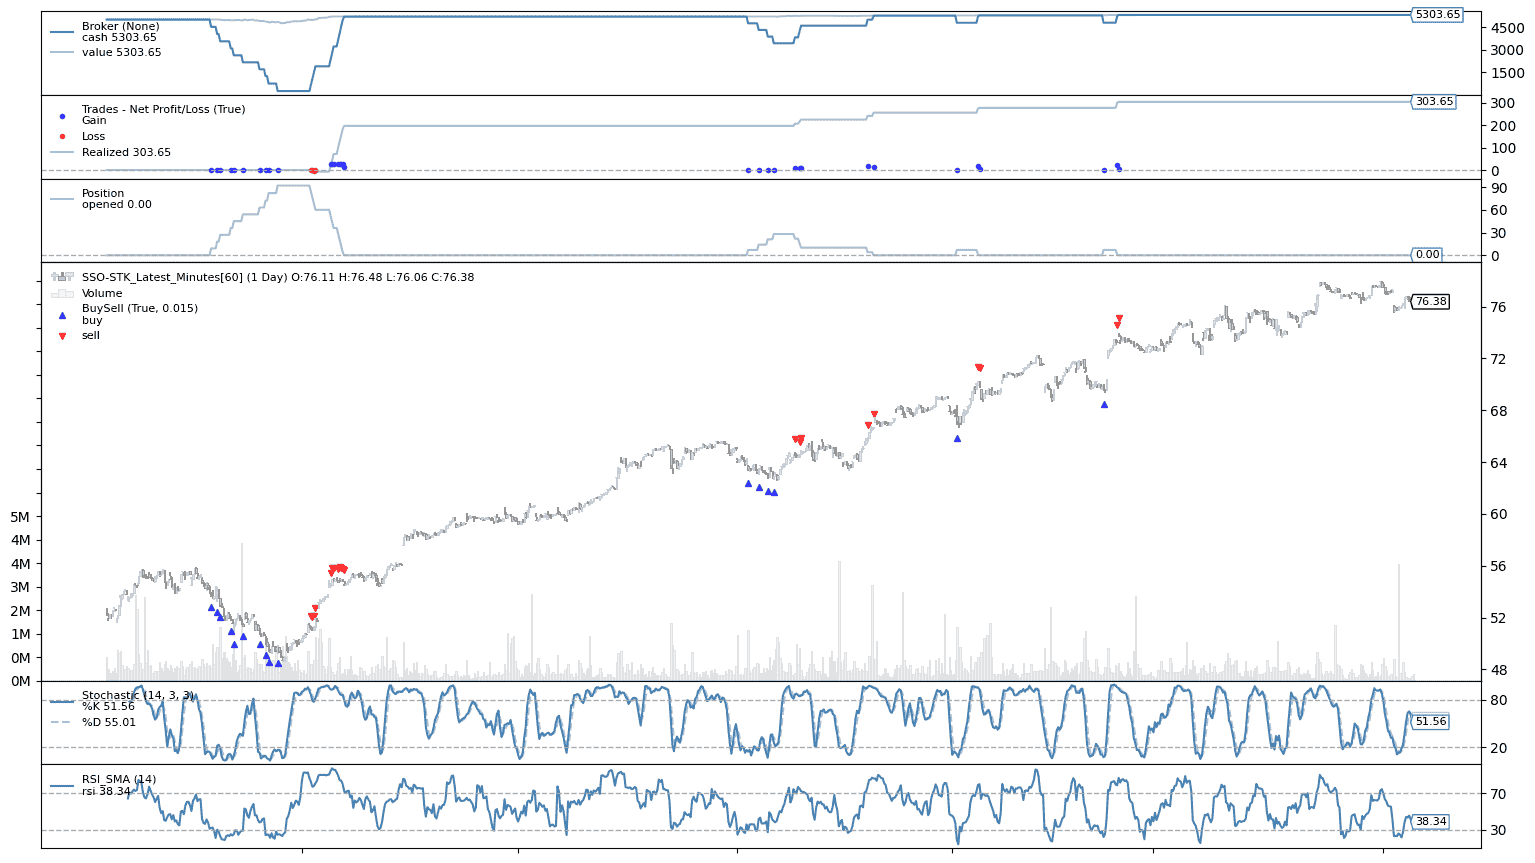 Broker (None)
cash 5303.65
value 5303.65
5303.65
4500
3000
1500
Trades - Net Profit/Loss (True)
Gain
Loss
Realized 303.65
303.65
300
200
100
0
Position
opened 0.00
90
60
30
0
0.00
SSO-STK_Latest_Minutes[60] (1 Day) O:76.11 H:76.48 L:76.06 C:76.38
Volume
BuySell (True, 0.015)
buy
sell
76.38
76
72
68
64
60
56
52
48
5M
4M
4M
3M
2M
1M
0M
0M
Stochastic (14, 3, 3)
%K 51.56
%D 55.01
80
51.56
20
RSI_SMA (14)
rsi 38.34
70
38.34
30